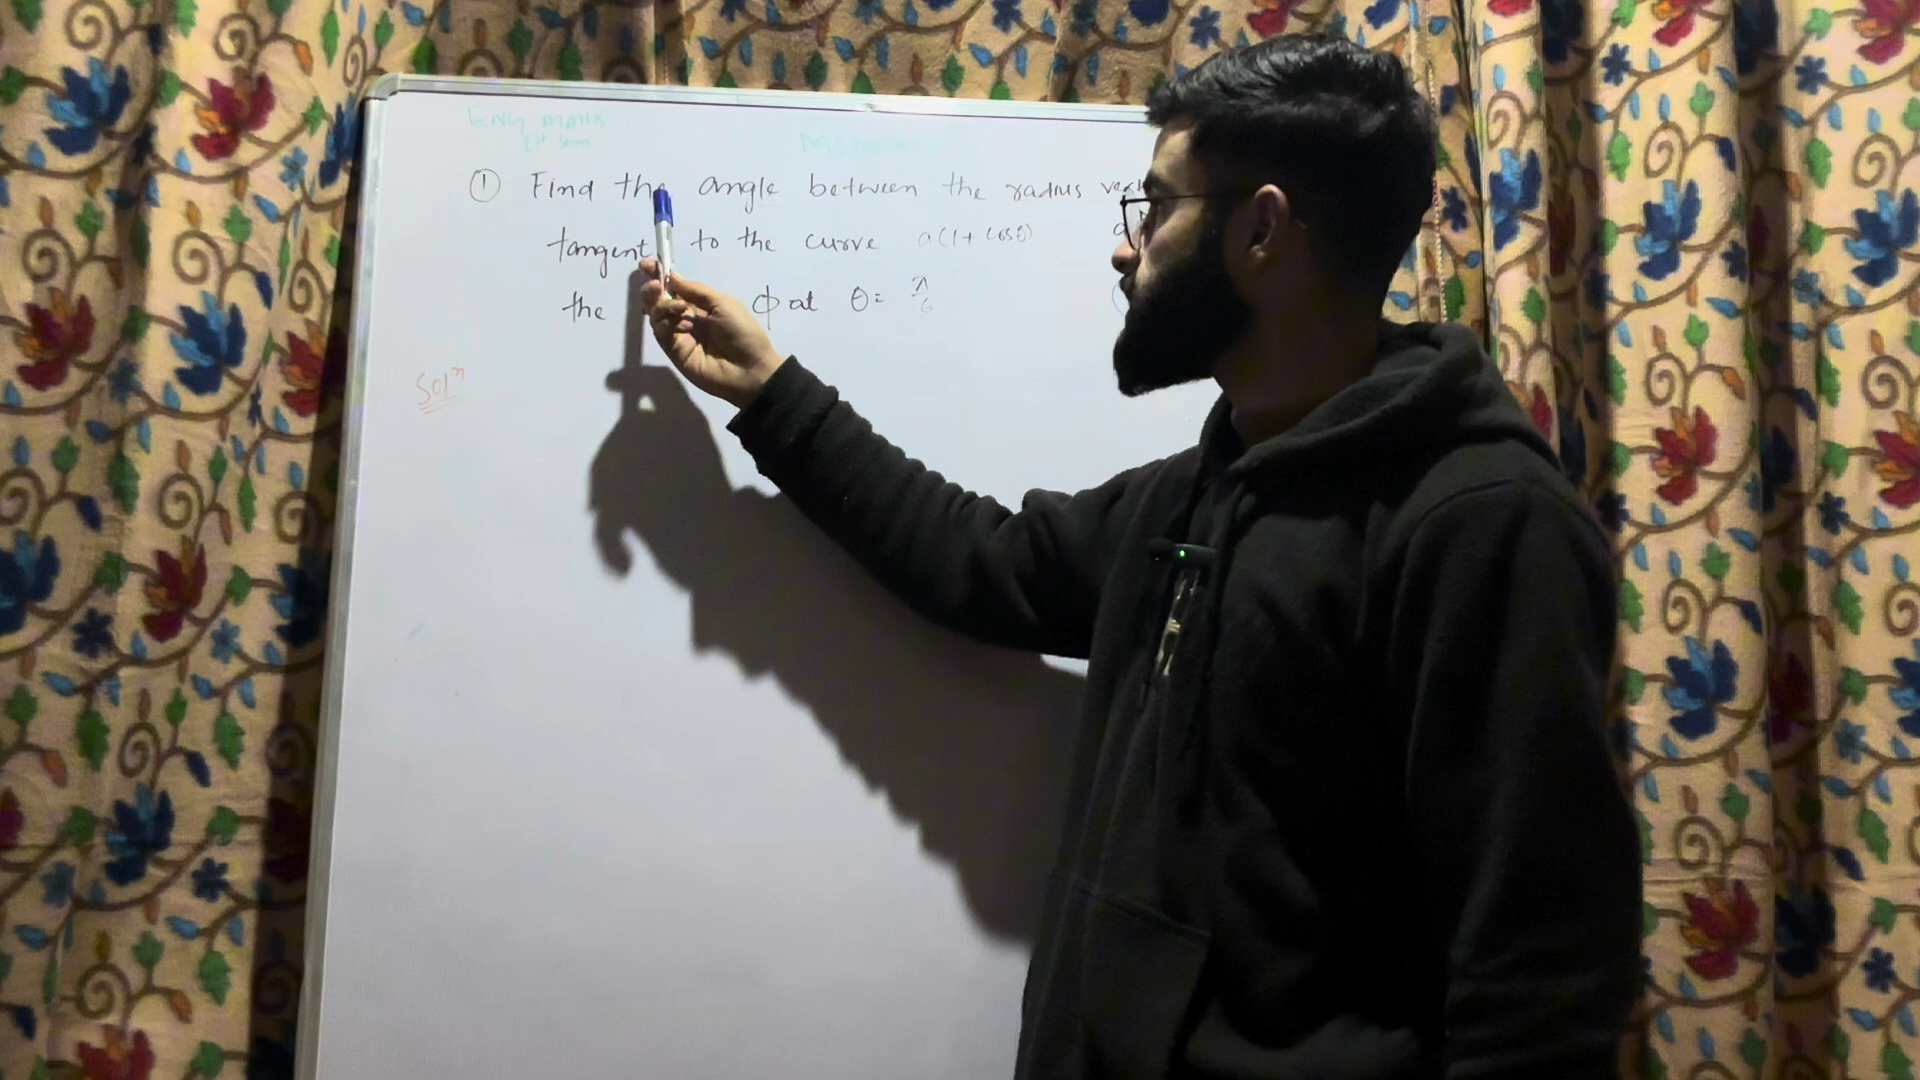 ENG MATHS
1st Sem
① Find the angle between the radius
tangent to the curve a(1+cosθ)
the ϕ at θ= π/6
Solⁿ